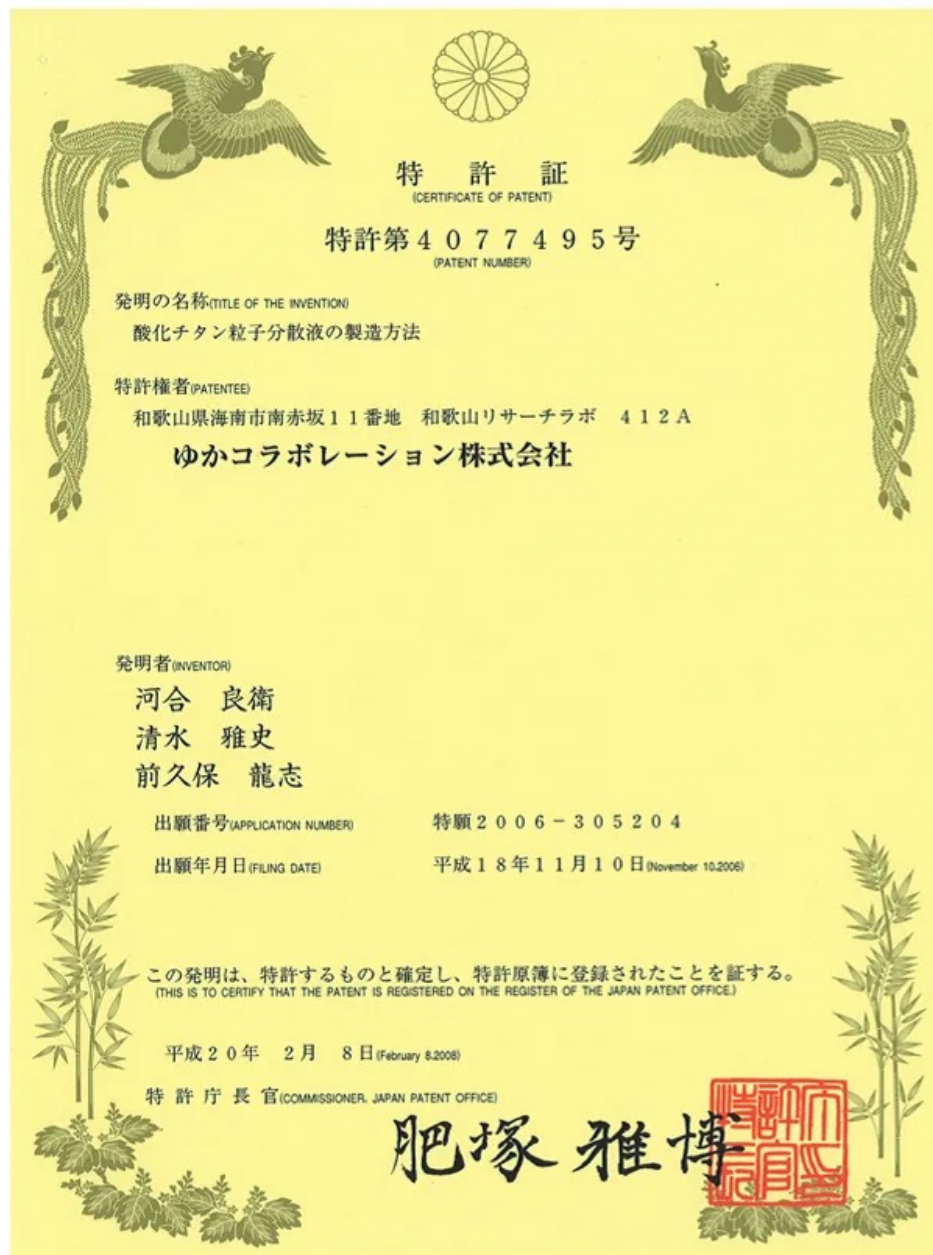 特許証
(CERTIFICATE OF PATENT)
特許第4077495号
(PATENT NUMBER)
発明の名称(TITLE OF THE INVENTION)
酸化チタン粒子分散液の製造方法
特許権者(PATENTEE)
和歌山県海南市南赤坂11番地 和歌山リサーチラボ 412A
ゆかコラボレーション株式会社
発明者(INVENTOR)
河合 良衛
清水 雅史
前久保 龍志
出願番号(APPLICATION NUMBER) 特願2006-305204
出願年月日(FILING DATE) 平成18年11月10日(November 10.2006)
この発明は、特許するものと確定し、特許原簿に登録されたことを証する。
(THIS IS TO CERTIFY THAT THE PATENT IS REGISTERED ON THE REGISTER OF THE JAPAN PATENT OFFICE.)
平成20年 2月 8日(February 8.2008)
特許庁長官(COMMISSIONER, JAPAN PATENT OFFICE)
肥塚雅博